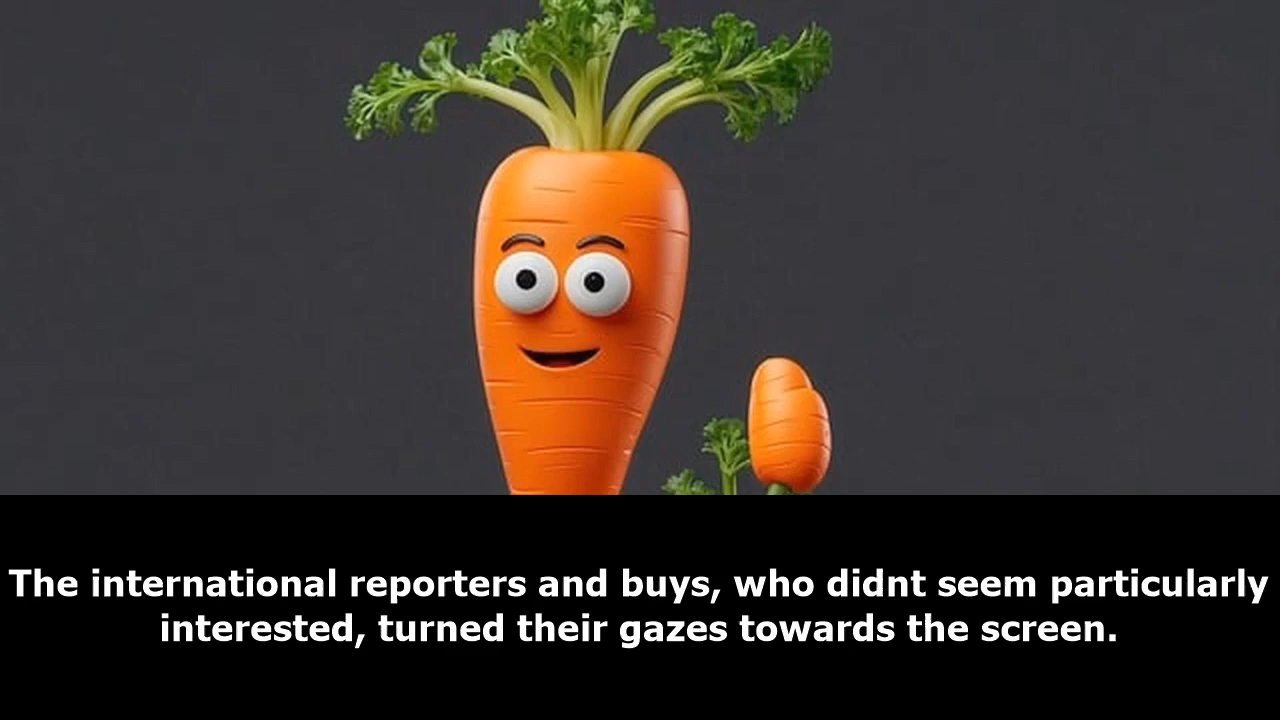 The international reporters and buys, who didnt seem particularly
interested, turned their gazes towards the screen.